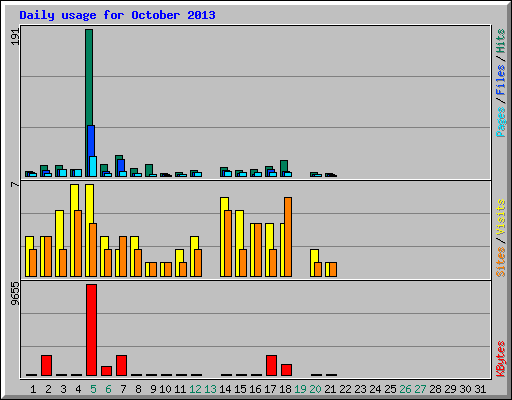 Daily usage for October 2013
191
7
9655
Pages / Files / Hits
Sites / Visits
KBytes
1 2 3 4 5 6 7 8 9 10 11 12 13 14 15 16 17 18 19 20 21 22 23 24 25 26 27 28 29 30 31